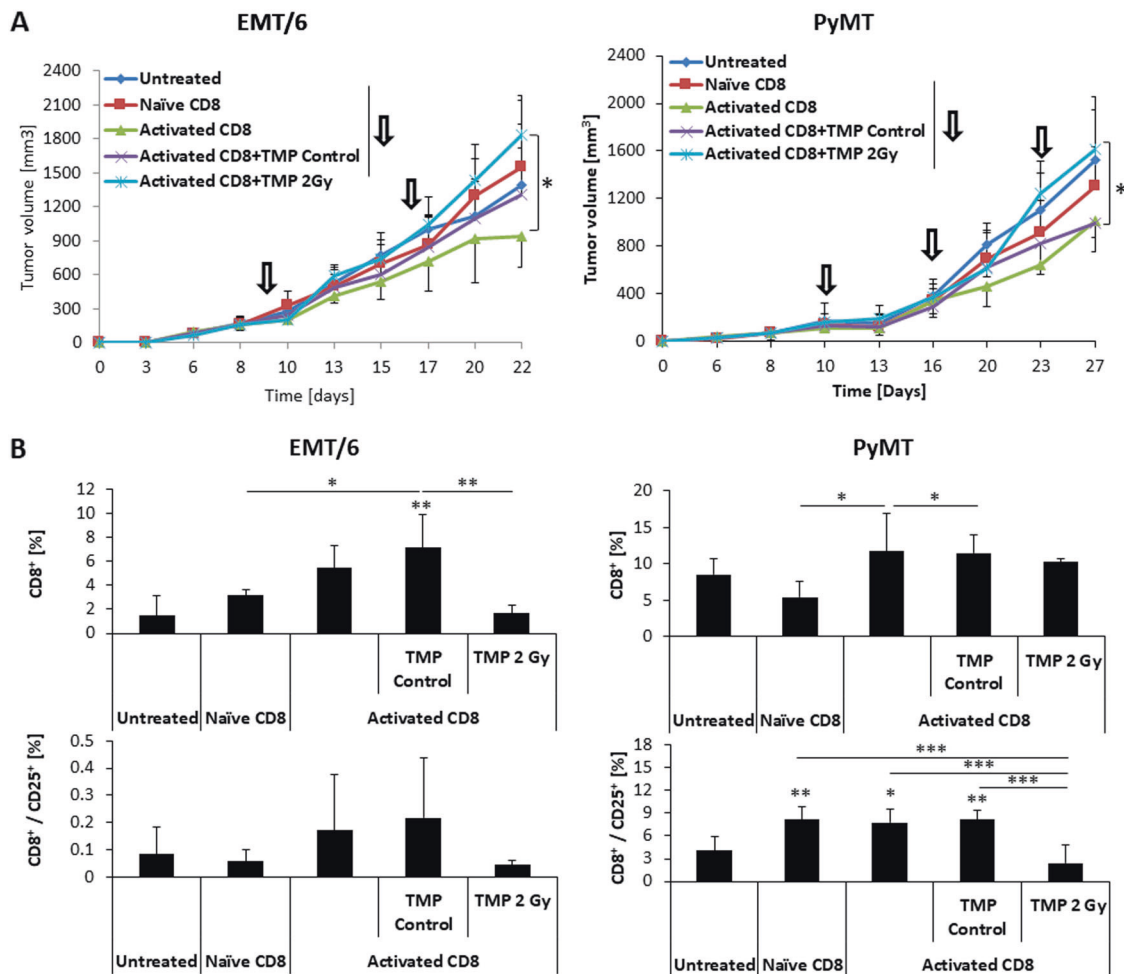 A
EMT/6
PyMT
Tumor volume [mm3]
2400
2100
1800
1500
1200
900
600
300
0
Untreated
Naïve CD8
Activated CD8
Activated CD8+TMP Control
Activated CD8+TMP 2Gy
*
0 3 6 8 10 13 15 17 20 22
Time [days]
Tumor volume [mm³]
2400
2000
1600
1200
800
400
0
Untreated
Naïve CD8
Activated CD8
Activated CD8+TMP Control
Activated CD8+TMP 2Gy
*
0 6 8 10 13 16 20 23 27
Time [Days]
B
EMT/6
PyMT
CD8⁺ [%]
12
10
8
6
4
2
0
* **
**
TMP Control
TMP 2 Gy
Untreated
Naïve CD8
Activated CD8
CD8⁺ [%]
20
15
10
5
0
* *
TMP Control
TMP 2 Gy
Untreated
Naïve CD8
Activated CD8
CD8⁺ / CD25⁺ [%]
0.5
0.4
0.3
0.2
0.1
0
TMP Control
TMP 2 Gy
Untreated
Naïve CD8
Activated CD8
CD8⁺ / CD25⁺ [%]
18
15
12
9
6
3
0
***
***
***
** * **
TMP Control
TMP 2 Gy
Untreated
Naïve CD8
Activated CD8